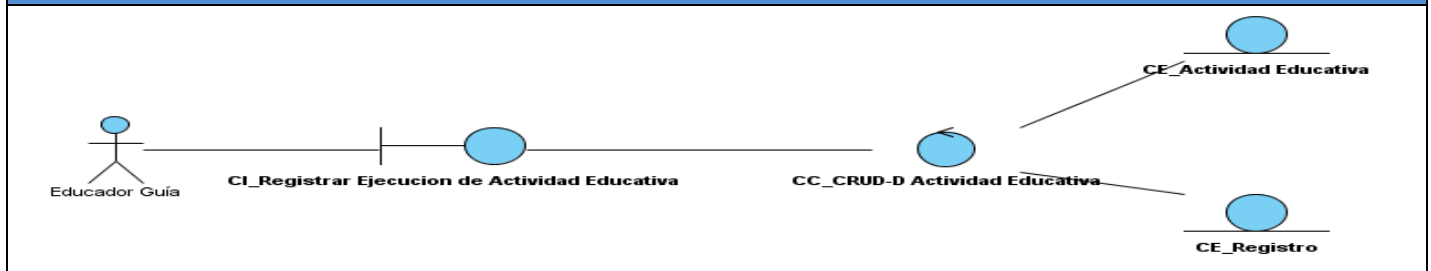 CE_Actividad Educativa
Educador Guía
CI_Registrar Ejecucion de Actividad Educativa
CC_CRUD-D Actividad Educativa
CE_Registro